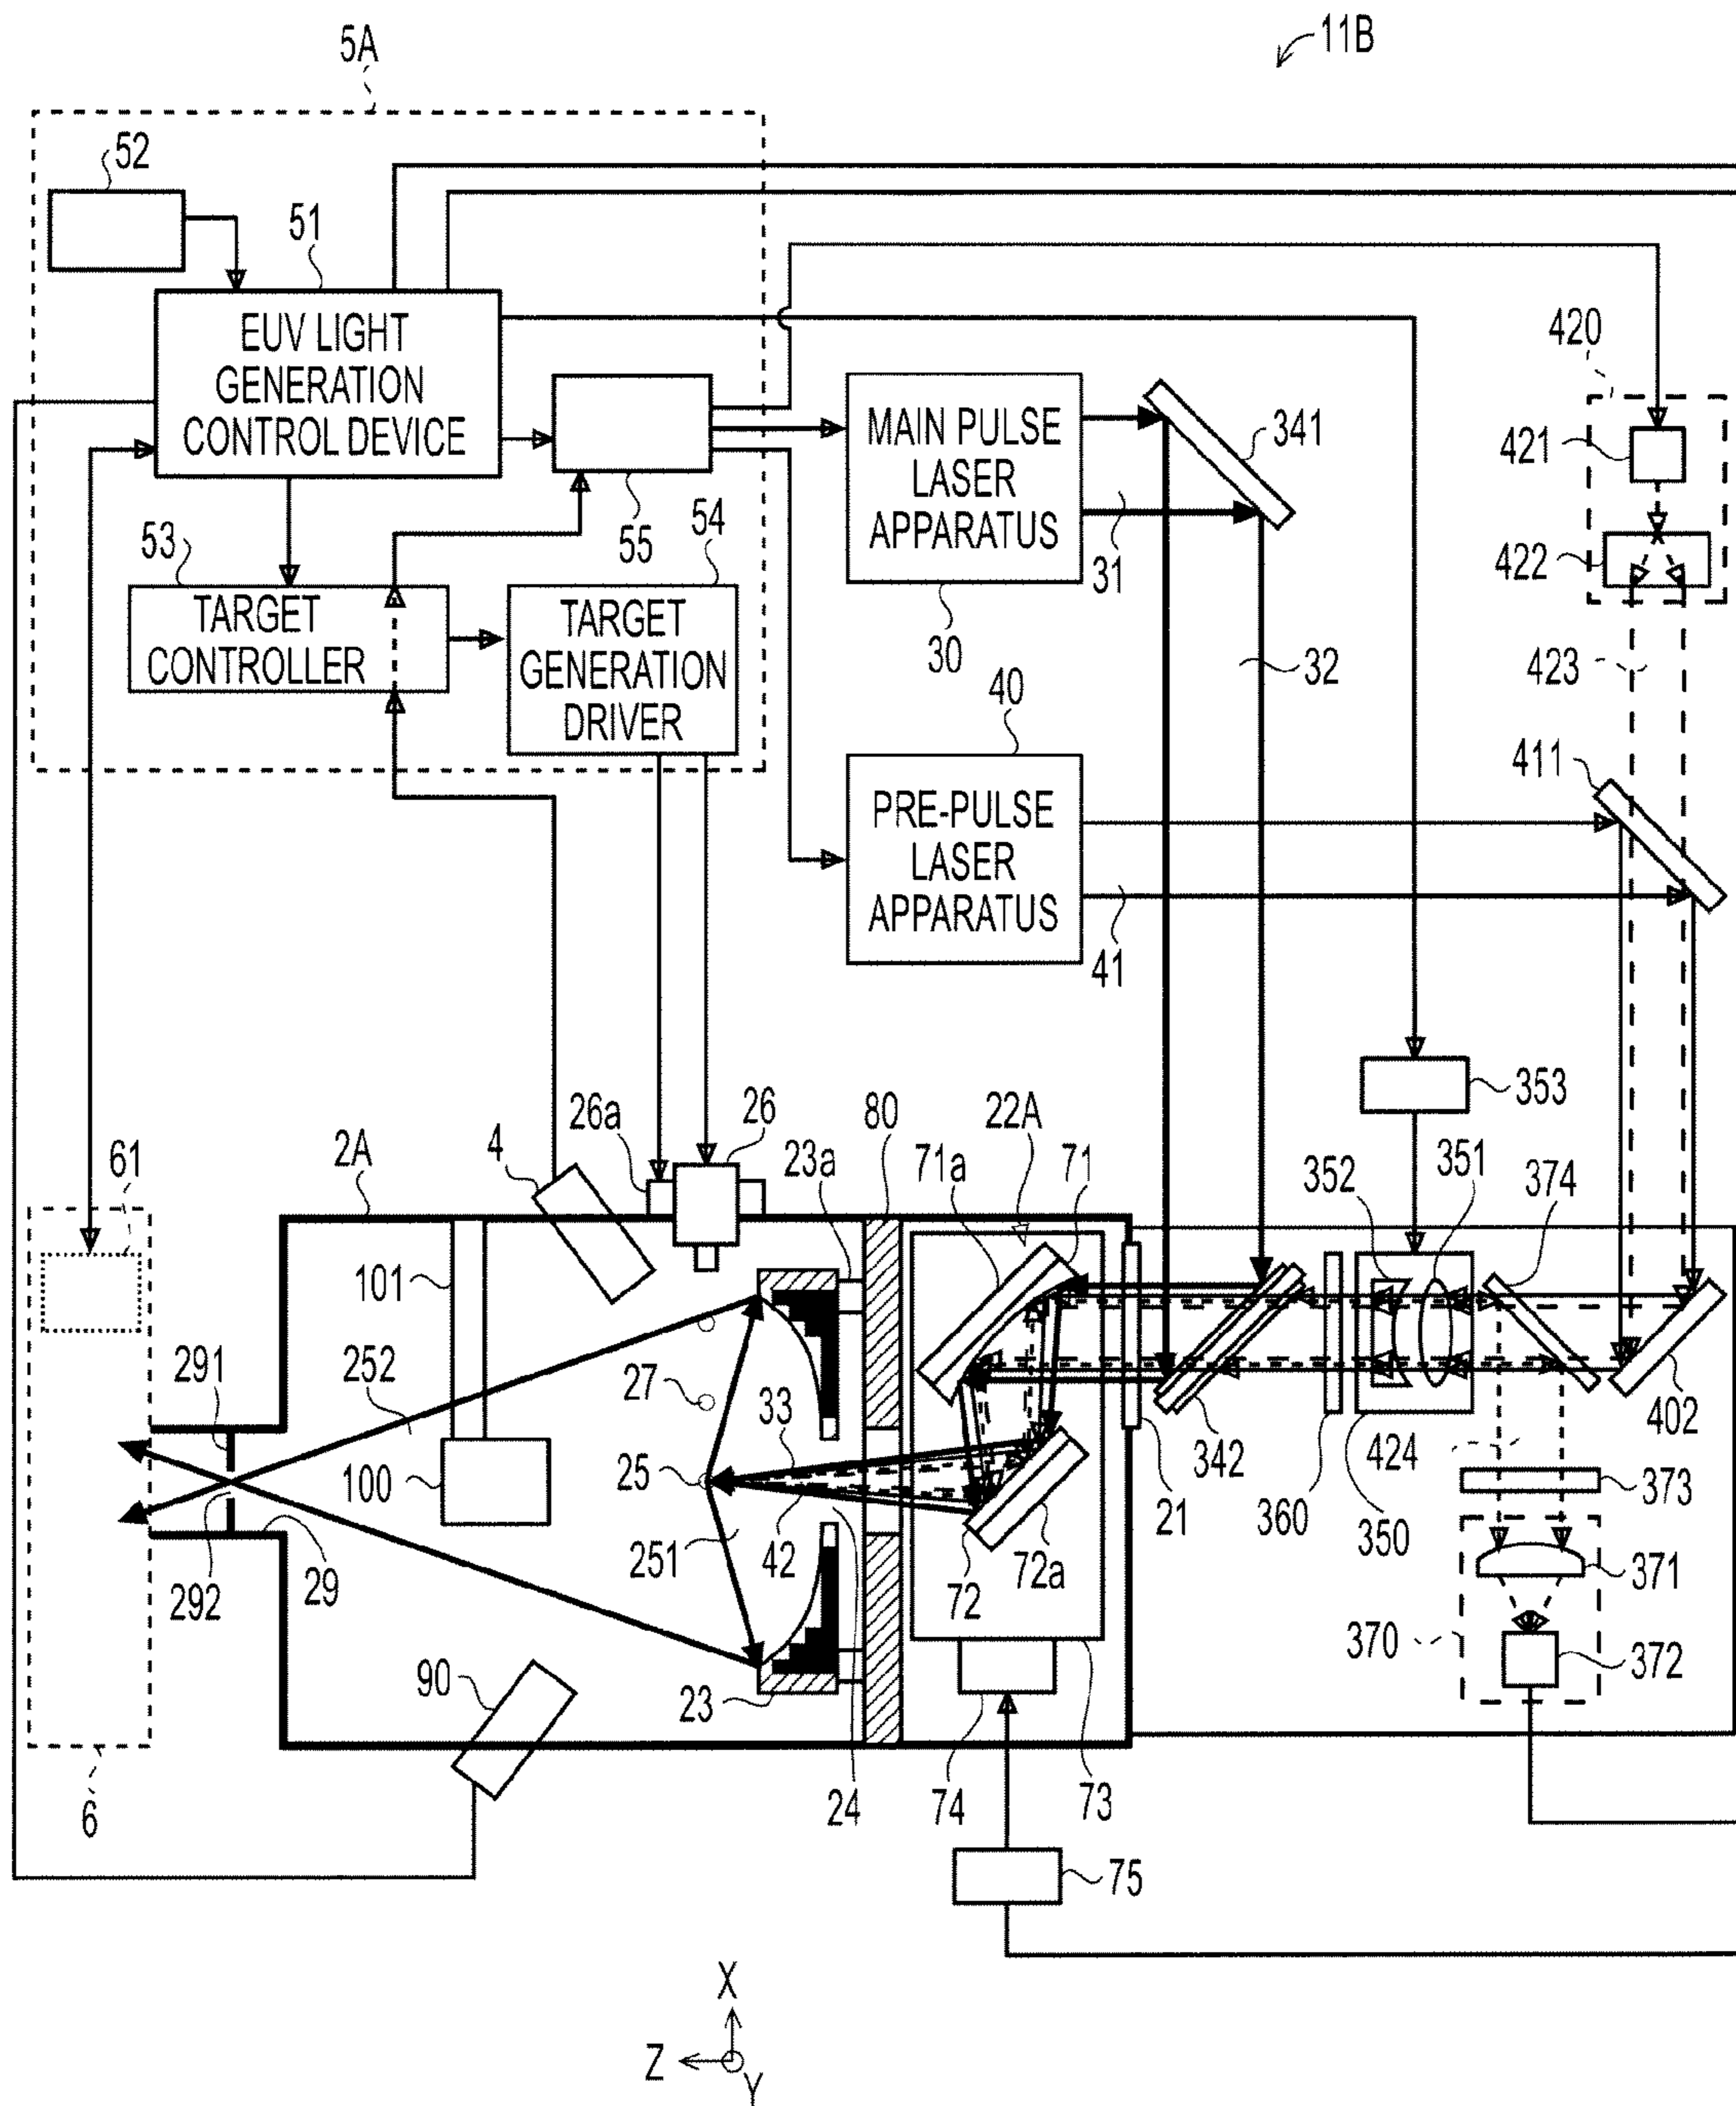 11B
5A
52
51
EUV LIGHT
GENERATION
CONTROL DEVICE
420
421
422
MAIN PULSE
LASER
APPARATUS
341
31
30
32
55
54
53
TARGET
CONTROLLER
TARGET
GENERATION
DRIVER
423
40
411
PRE-PULSE
LASER
APPARATUS
41
353
26a
26
80
22A
23a
71a
71
4
2A
61
352
351
374
101
291
252
27
33
402
25
100
342
424
373
21
360
350
251
42
72
72a
371
292
29
370
372
90
23
6
24
74
73
75
X
Z
Y